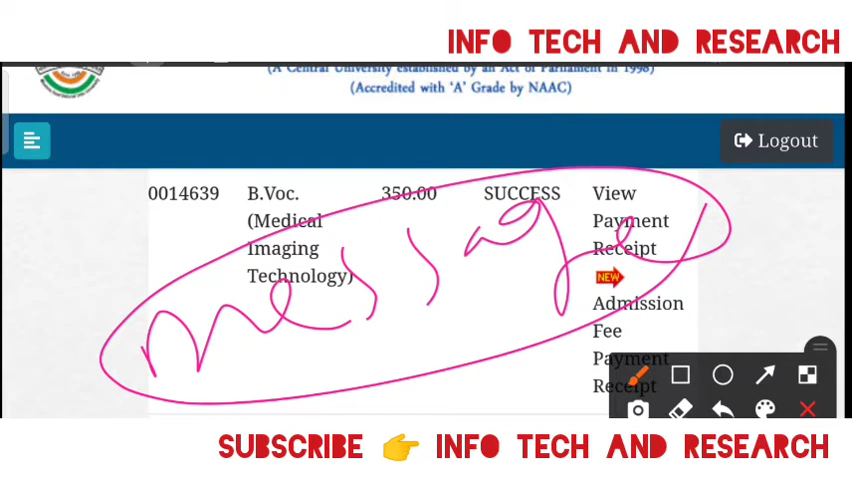 INFO TECH AND RESEARCH
(A Central University established by an Act of Parliament in 1998)
(Accredited with ‘A’ Grade by NAAC)
Logout
0014639 B.Voc. (Medical Imaging Technology) 350.00 SUCCESS View Payment Receipt
NEW
Admission Fee Payment Receipt
message
SUBSCRIBE 👉 INFO TECH AND RESEARCH